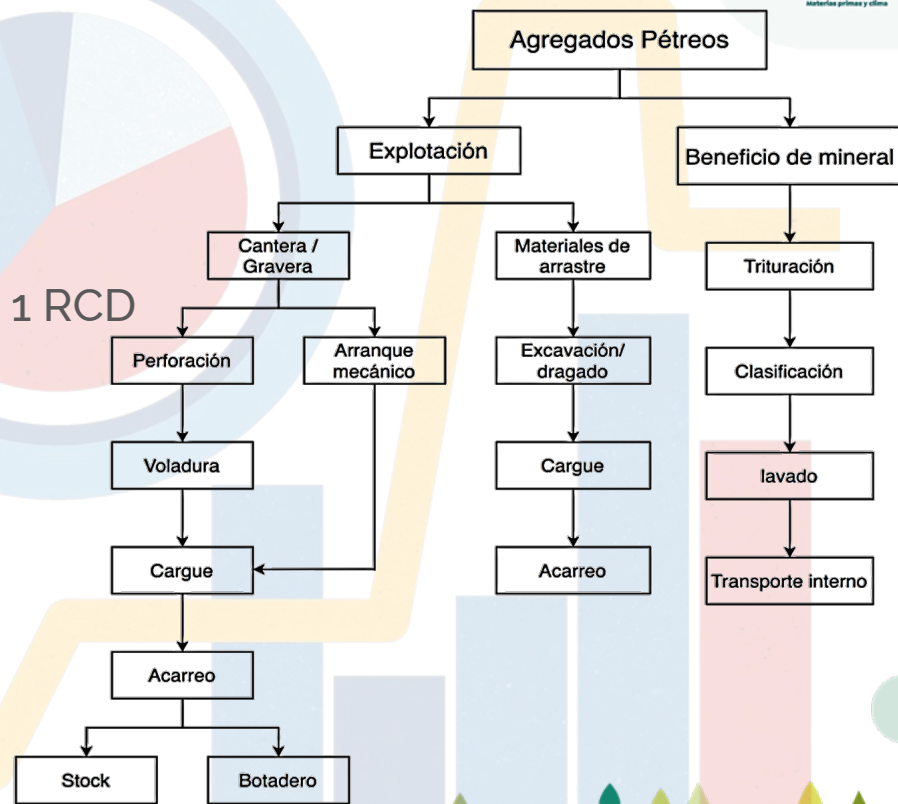 Materias primas y clima
Agregados Pétreos
Explotación
Beneficio de mineral
Cantera /
Gravera
Materiales de
arrastre
Trituración
1 RCD
Perforación
Arranque
mecánico
Excavación/
dragado
Clasificación
Voladura
Cargue
lavado
Cargue
Acarreo
Transporte interno
Acarreo
Stock
Botadero